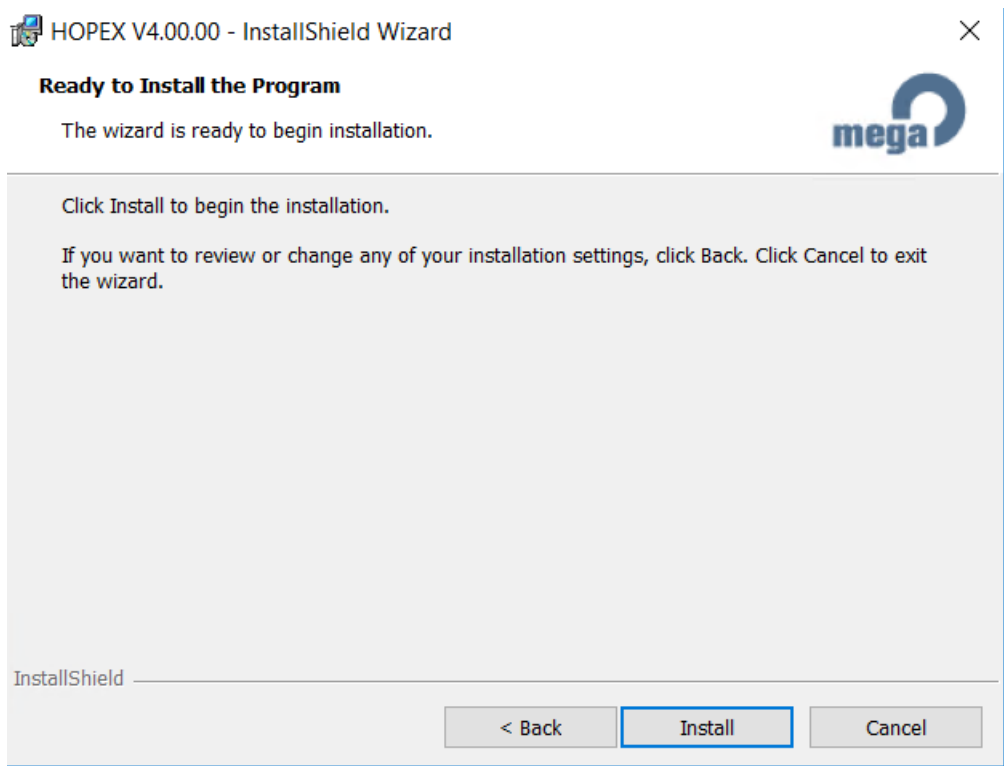 HOPEX V4.00.00 - InstallShield Wizard
Ready to Install the Program
The wizard is ready to begin installation.
mega
Click Install to begin the installation.
If you want to review or change any of your installation settings, click Back. Click Cancel to exit
the wizard.
InstallShield
< Back
Install
Cancel